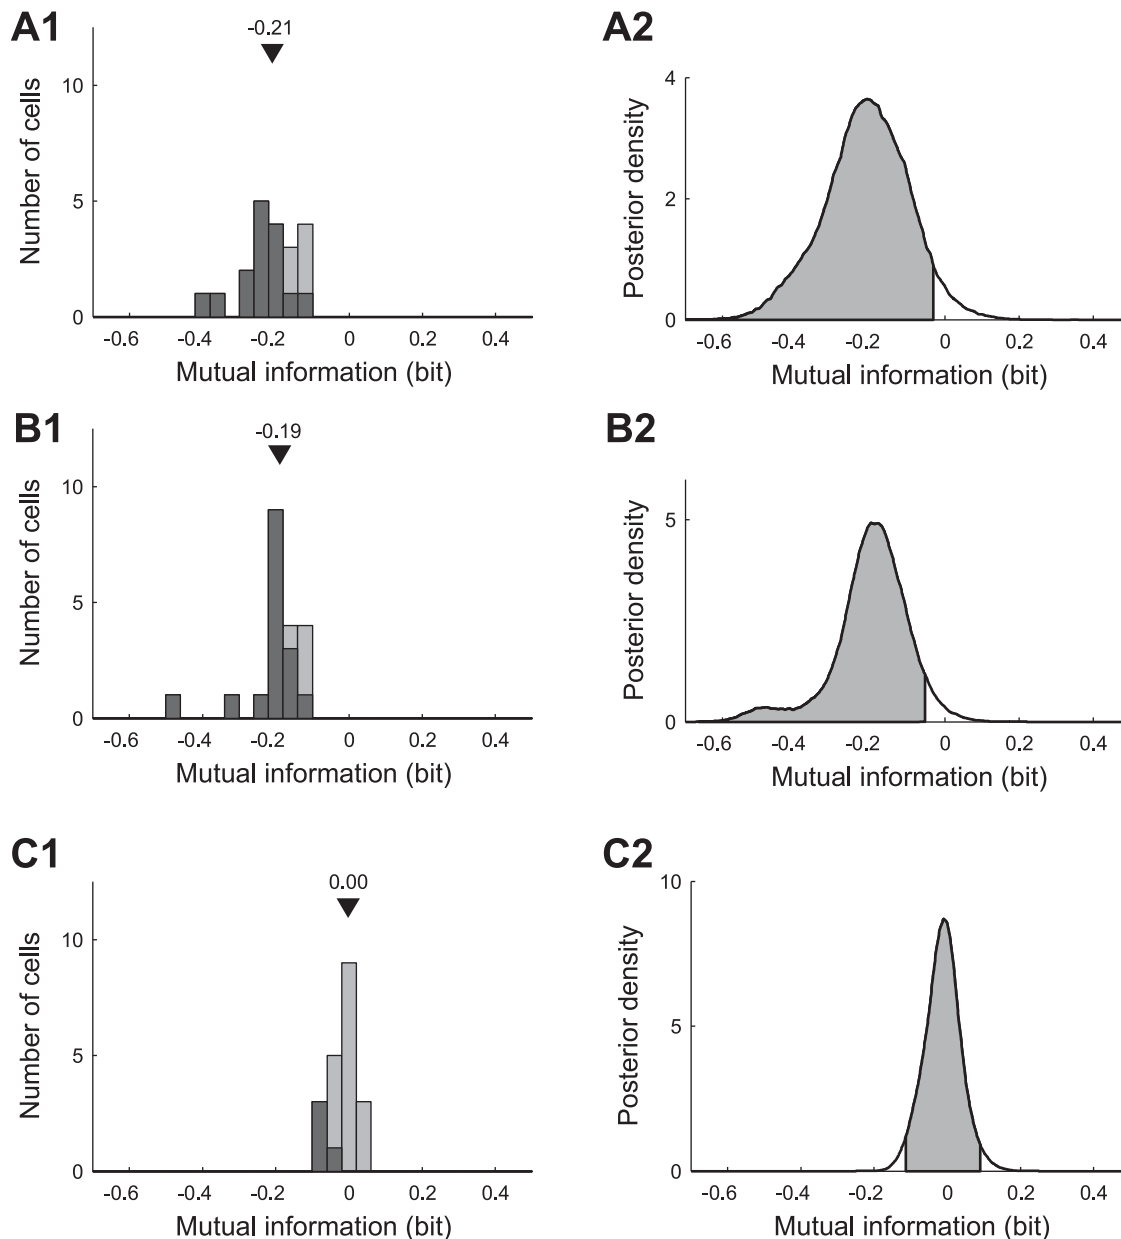 A1
-0.21
Number of cells
10
5
0
-0.6 -0.4 -0.2 0 0.2 0.4
Mutual information (bit)
A2
Posterior density
4
2
0
-0.6 -0.4 -0.2 0 0.2 0.4
Mutual information (bit)
B1
-0.19
Number of cells
10
5
0
-0.6 -0.4 -0.2 0 0.2 0.4
Mutual information (bit)
B2
Posterior density
5
0
-0.6 -0.4 -0.2 0 0.2 0.4
Mutual information (bit)
C1
0.00
Number of cells
10
5
0
-0.6 -0.4 -0.2 0 0.2 0.4
Mutual information (bit)
C2
Posterior density
10
5
0
-0.6 -0.4 -0.2 0 0.2 0.4
Mutual information (bit)